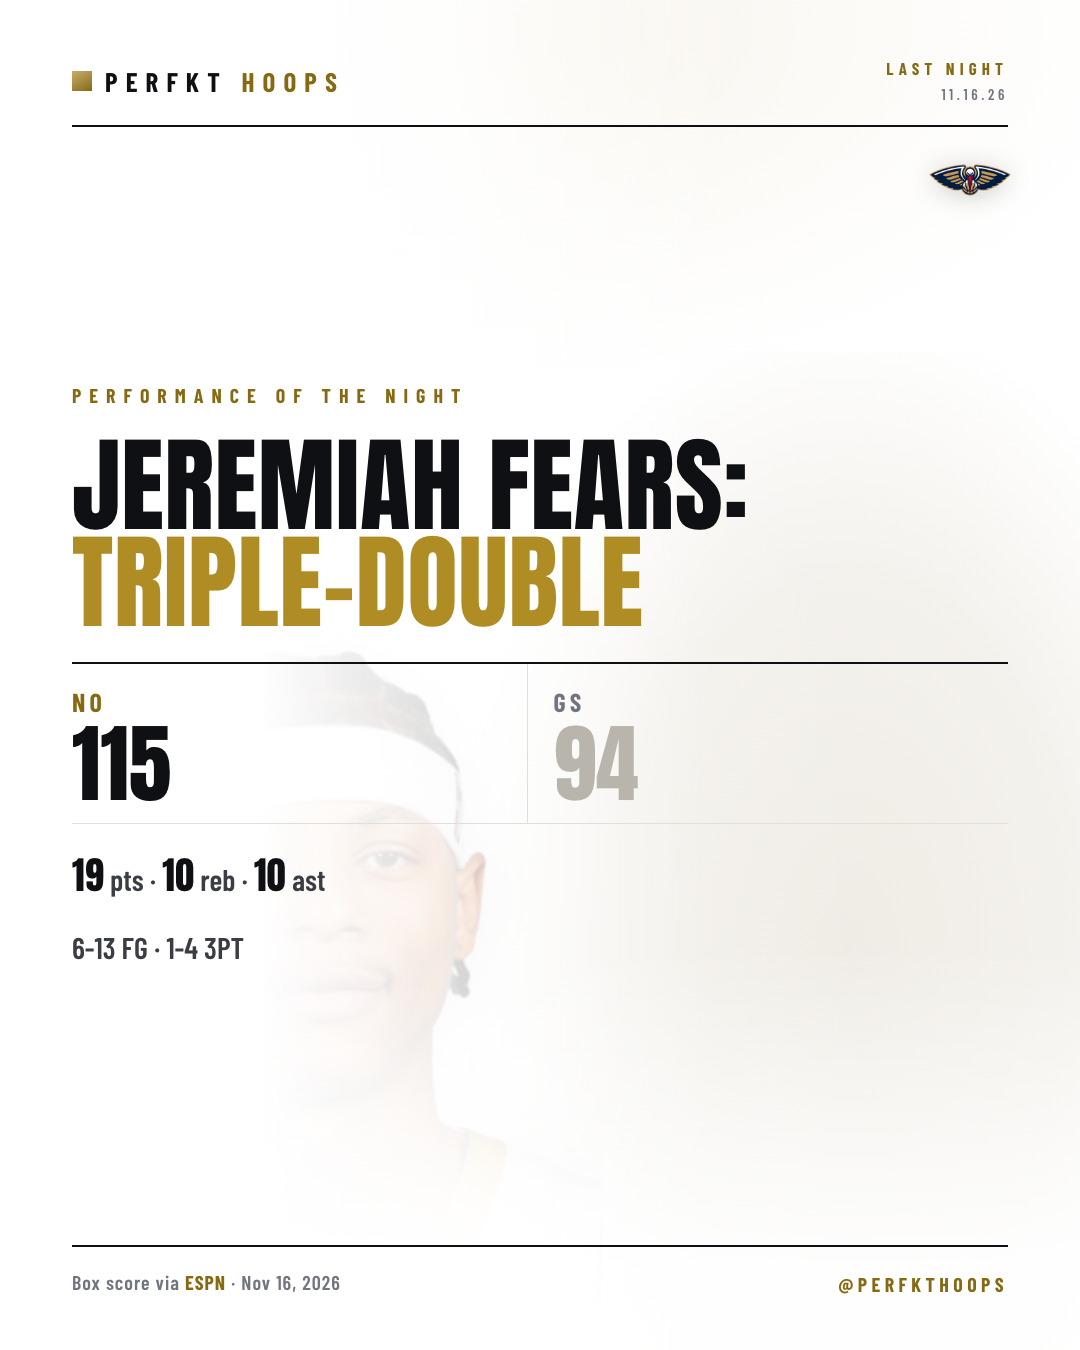 PERFKT HOOPS
LAST NIGHT
11.16.26
PERFORMANCE OF THE NIGHT
JEREMIAH FEARS:
TRIPLE-DOUBLE
NO
115
GS
94
19 pts · 10 reb · 10 ast
6-13 FG · 1-4 3PT
Box score via ESPN · Nov 16, 2026
@PERFKTHOOPS